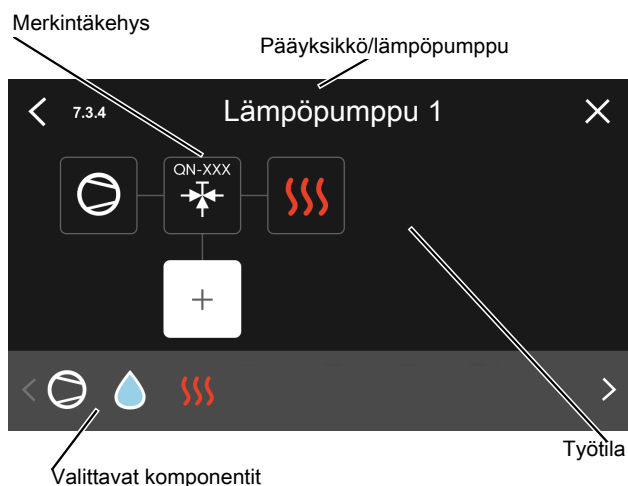 Merkintäkehys
Pääyksikkö/lämpöpumppu
7.3.4
Lämpöpumppu 1
QN-XXX
Työtila
Valittavat komponentit